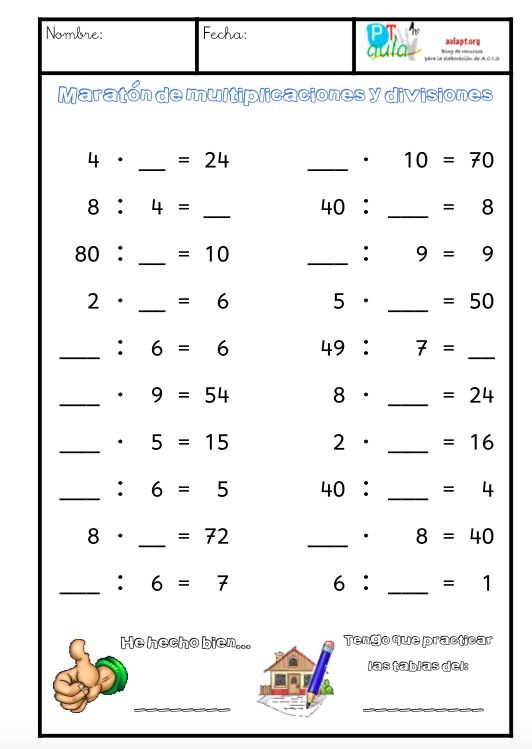 Nombre: Fecha: PT aula
aulapt.org
Blog de recursos
para la elaboración de A.C.I.S.
Maratón de multiplicaciones y divisiones
4 · __ = 24 ___ · 10 = 70
8 : 4 = __ 40 : ___ = 8
80 : __ = 10 ___ : 9 = 9
2 · __ = 6 5 · ___ = 50
___ : 6 = 6 49 : 7 = __
___ · 9 = 54 8 · ___ = 24
___ · 5 = 15 2 · ___ = 16
___ : 6 = 5 40 : ___ = 4
8 · __ = 72 ___ · 8 = 40
___ : 6 = 7 6 : ___ = 1
He hecho bien... Tengo que practicar
las tablas del:
__________ ____________